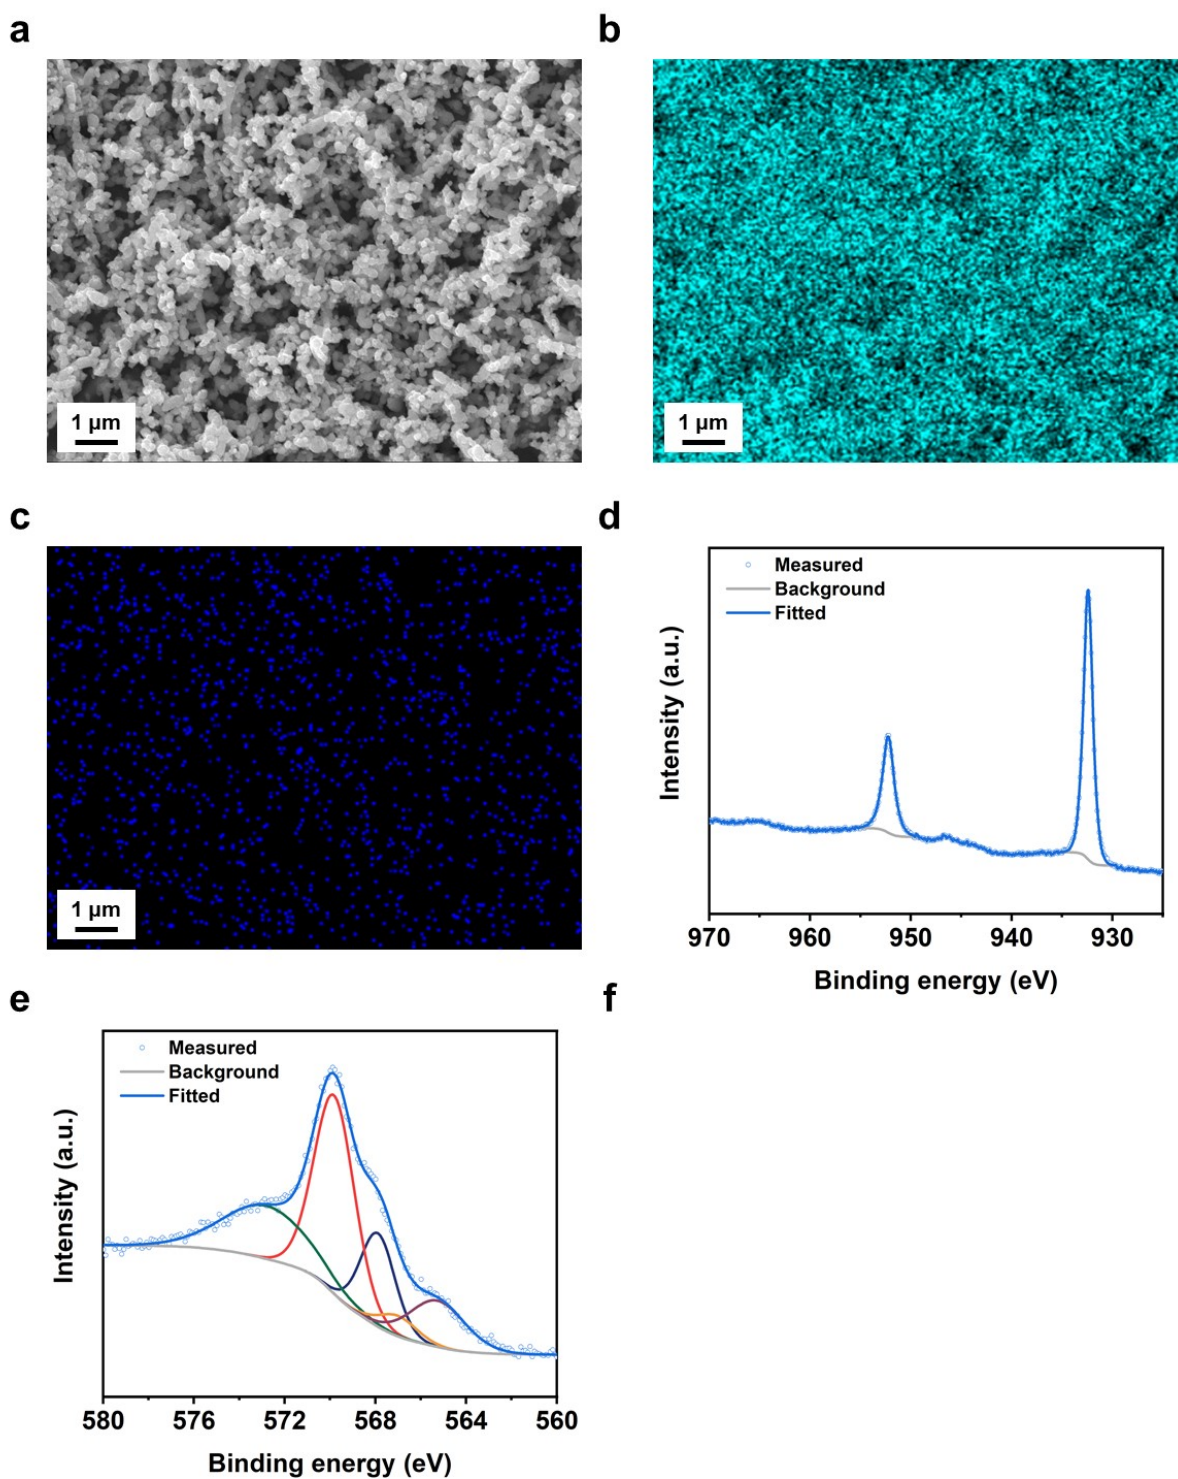 a
b
1 µm
1 µm
c
d
1 µm
Measured
Background
Fitted
Intensity (a.u.)
970 960 950 940 930
Binding energy (eV)
e
f
Measured
Background
Fitted
Intensity (a.u.)
580 576 572 568 564 560
Binding energy (eV)